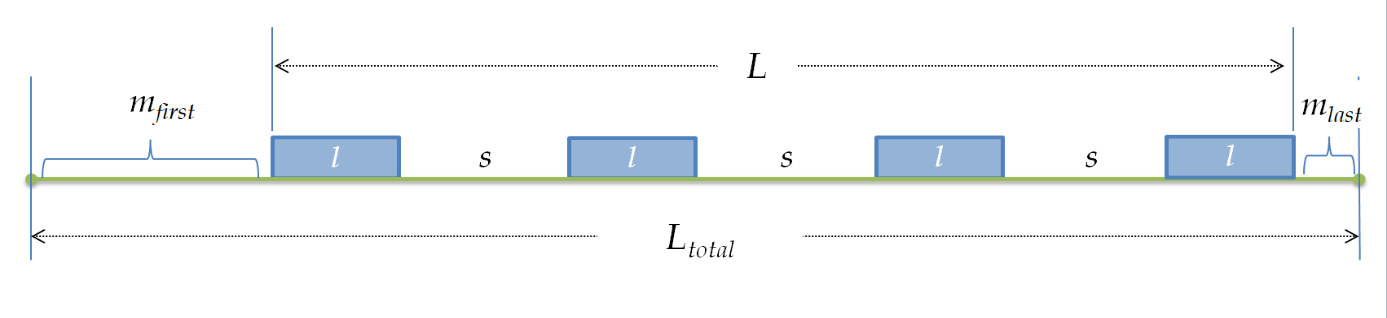 L
m_first
m_last
l s l s l s l
L_total